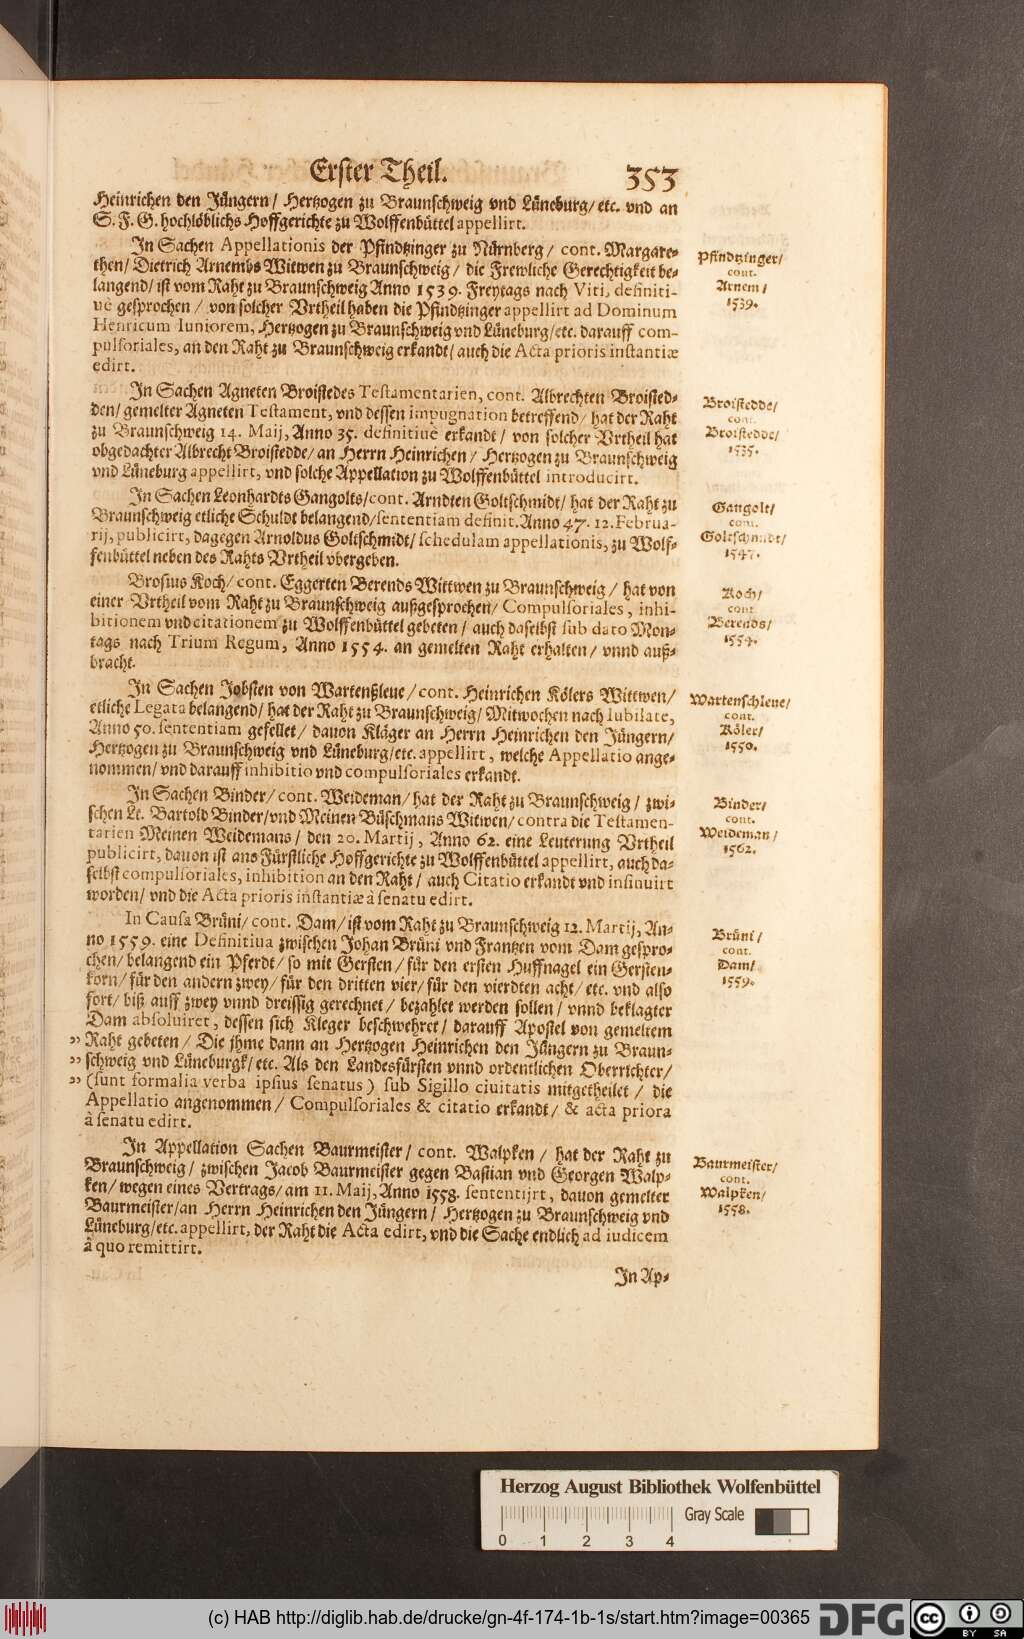 Erster Theil. 353
Heinrichen den Jüngern/ Hertzogen zu Braunschweig vnd Lüneburg/ etc. vnd an
S. F. G. hochlöblichs Hoffgerichte zu Wolffenbüttel appellirt.
In Sachen Appellationis der Pfindtzinger zu Nürnberg/ cont. Margare-
then/ Dietrich Arnembs Witwen zu Braunschweig/ die Frewliche Gerechtigkeit be-
langend/ ist vom Raht zu Braunschweig Anno 1539. Freytags nach Viti, definiti-
vè gesprochen/ von solcher Vrtheil haben die Pfindtzinger appellirt ad Dominum
Henricum Iuniorem, Hertzogen zu Braunschweig vnd Lüneburg/ etc. darauff com-
pulsoriales, an den Raht zu Braunschweig erkandt/ auch die Acta prioris instantiæ
edirt.
Pfindtzinger/
cont.
Arnem/
1539.
In Sachen Agneten Broistedes Testamentarien, cont. Albrechten Broisted-
den/ gemelter Agneten Testament, vnd dessen impugnation betreffend/ hat der Raht
zu Braunschweig 14. Maij, Anno 35. definitivè erkandt/ von solcher Vrtheil hat
obgedachter Albrecht Broistedde/ an Herrn Heinrichen/ Hertzogen zu Braunschweig
vnd Lüneburg appellirt, vnd solche Appellation zu Wolffenbüttel introducirt.
Broistedde/
cont.
Broistedde/
1535.
In Sachen Leonhardts Gangolts/ cont. Arndten Goltschmidt/ hat der Raht zu
Braunschweig etliche Schuldt belangend/ sententiam definit. Anno 47. 12. Februa-
rij, publicirt, dagegen Arnoldus Goltschmidt/ schedulam appellationis, zu Wolf-
fenbüttel neben des Rahts Vrtheil vbergeben.
Gangolt/
cont.
Goltschmidt/
1547.
Brosius Koch/ cont. Eggerten Berends Wittwen zu Braunschweig/ hat von
einer Vrtheil vom Raht zu Braunschweig außgesprochen/ Compulsoriales, inhi-
bitionem vnd citationem zu Wolffenbüttel gebeten/ auch daselbst sub dato Mon-
tags nach Trium Regum, Anno 1554. an gemelten Raht erhalten/ vnnd auß-
bracht.
Koch/
cont
Berends/
1554.
In Sachen Jobsten von Wartenßleue/ cont. Heinrichen Kölers Wittwen/
etliche Legata belangend/ hat der Raht zu Braunschweig/ Mitwochen nach Iubilate,
Anno 50. sententiam gefellet/ dauon Kläger an Herrn Heinrichen den Jüngern/
Hertzogen zu Braunschweig vnd Lüneburg/ etc. appellirt, welche Appellatio ange-
nommen/ vnd darauff inhibitio vnd compulsoriales erkandt.
Wartenschleue/
cont.
Köler/
1550.
In Sachen Binder/ cont. Weideman/ hat der Raht zu Braunschweig/ zwi-
schen Le. Bartold Binder/ vnd Meinen Büschmans Witwen/ contra die Testamen-
tarien Meinen Weidemans/ den 20. Martij, Anno 62. eine Leuterung Vrtheil
publicirt, dauon ist ans Fürstliche Hoffgerichte zu Wolffenbüttel appellirt, auch da-
selbst compulsoriales, inhibition an den Raht/ auch Citatio erkandt vnd insinuirt
worden/ vnd die Acta prioris instantiæ à senatu edirt.
Binder/
cont.
Weideman/
1562.
In Causa Brüni/ cont. Dam/ ist vom Raht zu Braunschweig 12. Martij, An-
no 1559. eine Definitiua zwischen Johan Brüni vnd Frantzen vom Dam gespro-
chen/ belangend ein Pferdt/ so mit Gersten/ für den ersten Huffnagel ein Gersten-
korn/ für den andern zwey/ für den dritten vier/ für den vierdten acht/ etc. vnd also
fort/ biß auff zwey vnnd dreissig gerechnet/ bezahlet werden sollen/ vnnd beklagter
Dam absoluiret, dessen sich Kleger beschwehret/ darauff Apostel von gemeltem
" Raht gebeten/ Die ihme dann an Hertzogen Heinrichen den Jüngern zu Braun-
" schweig vnd Lüneburgk/ etc. Als den Landesfürsten vnnd ordentlichen Oberrichter/
" (sunt formalia verba ipsius senatus) sub Sigillo ciuitatis mitgetheilet/ die
Appellatio angenommen/ Compulsoriales & citatio erkandt/ & acta priora
à senatu edirt.
Brüni/
cont.
Dam/
1559.
In Appellation Sachen Baurmeister/ cont. Walpken/ hat der Raht zu
Braunschweig/ zwischen Jacob Baurmeister gegen Bastian vnd Georgen Walp-
ken/ wegen eines Vertrags/ am 11. Maij, Anno 1558. sententijrt, dauon gemelter
Baurmeister/ an Herrn Heinrichen den Jüngern/ Hertzogen zu Braunschweig vnd
Lüneburg/ etc. appellirt, der Raht die Acta edirt, vnd die Sache endlich ad iudicem
à quo remittirt.
Baurmeister/
cont.
Walpken/
1558.
In Ap-
Herzog August Bibliothek Wolfenbüttel
Gray Scale
0 1 2 3 4
(c) HAB http://diglib.hab.de/drucke/gn-4f-174-1b-1s/start.htm?image=00365 DFG cc BY SA